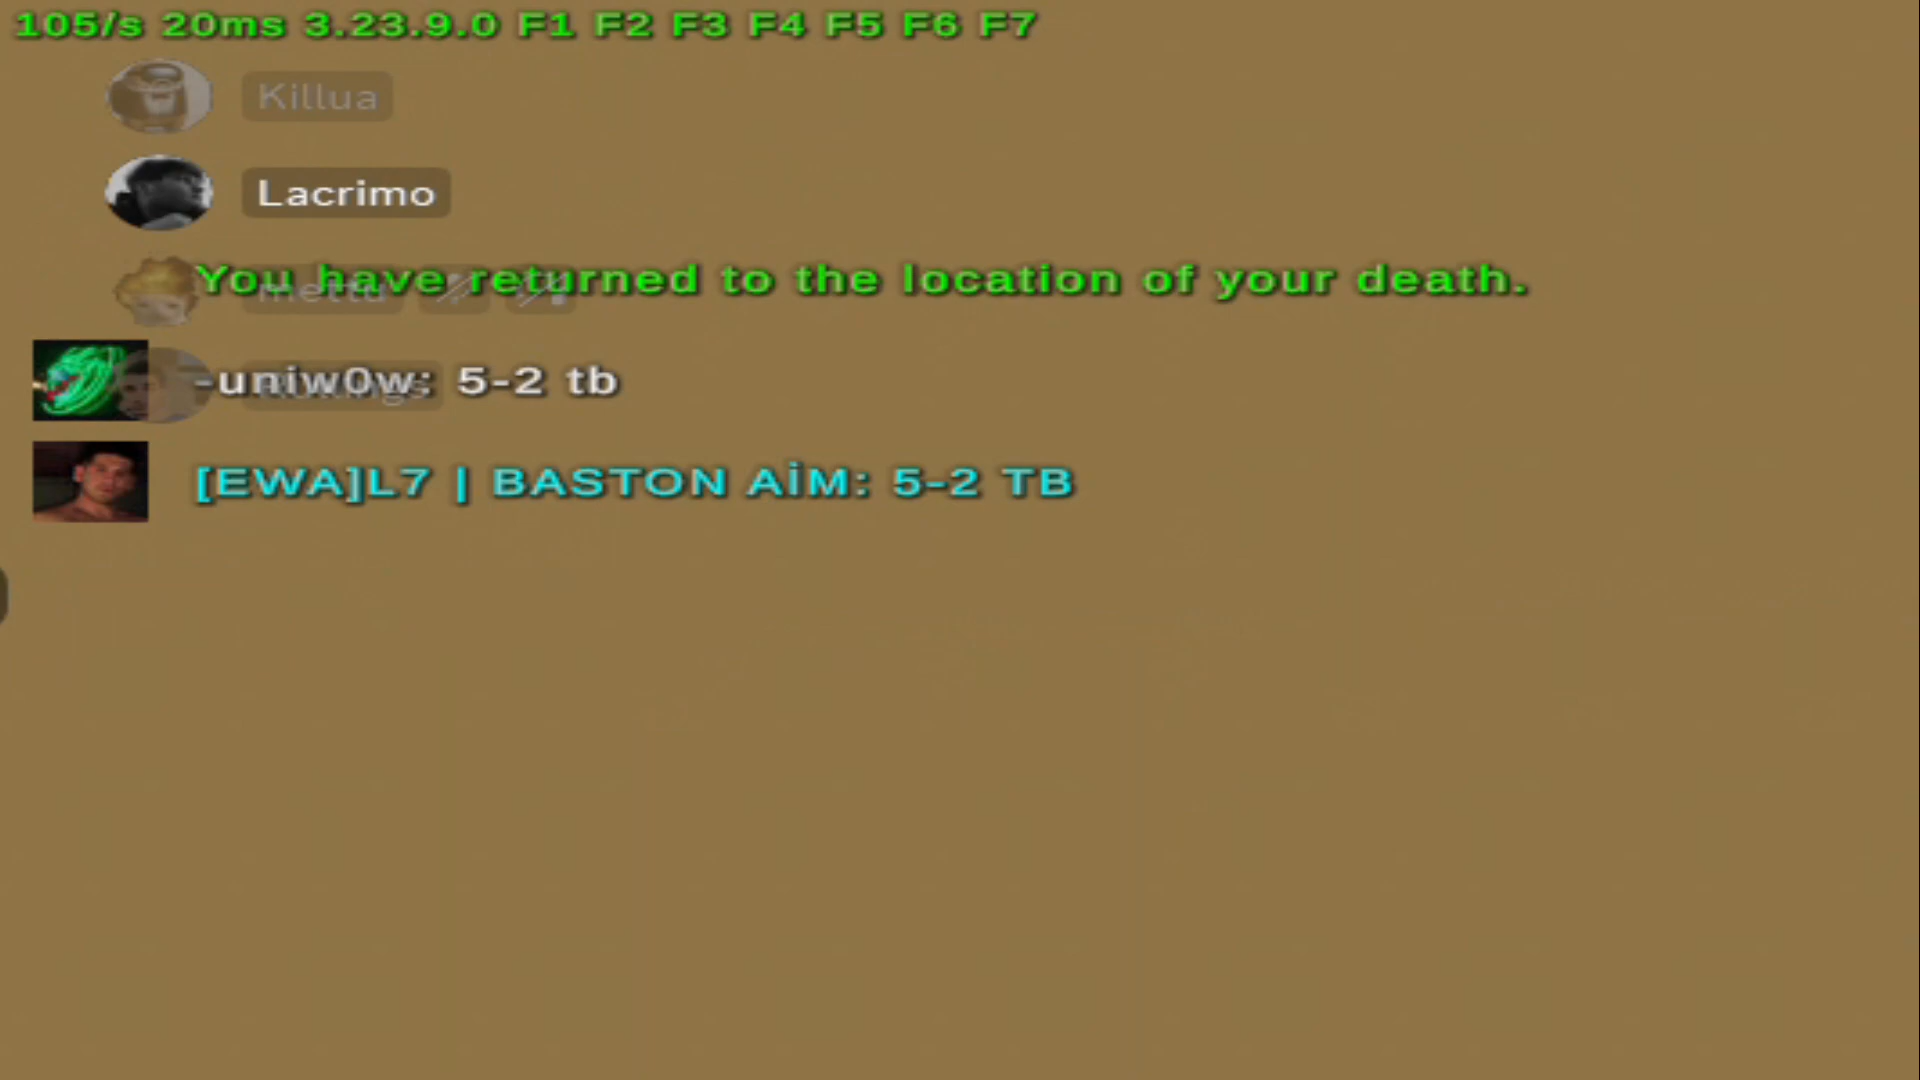 105/s 20ms 3.23.9.0 F1 F2 F3 F4 F5 F6 F7
Killua
Lacrimo
You have returned to the location of your death.
-uniw0w: 5-2 tb
[EWA]L7 | BASTON AİM: 5-2 TB